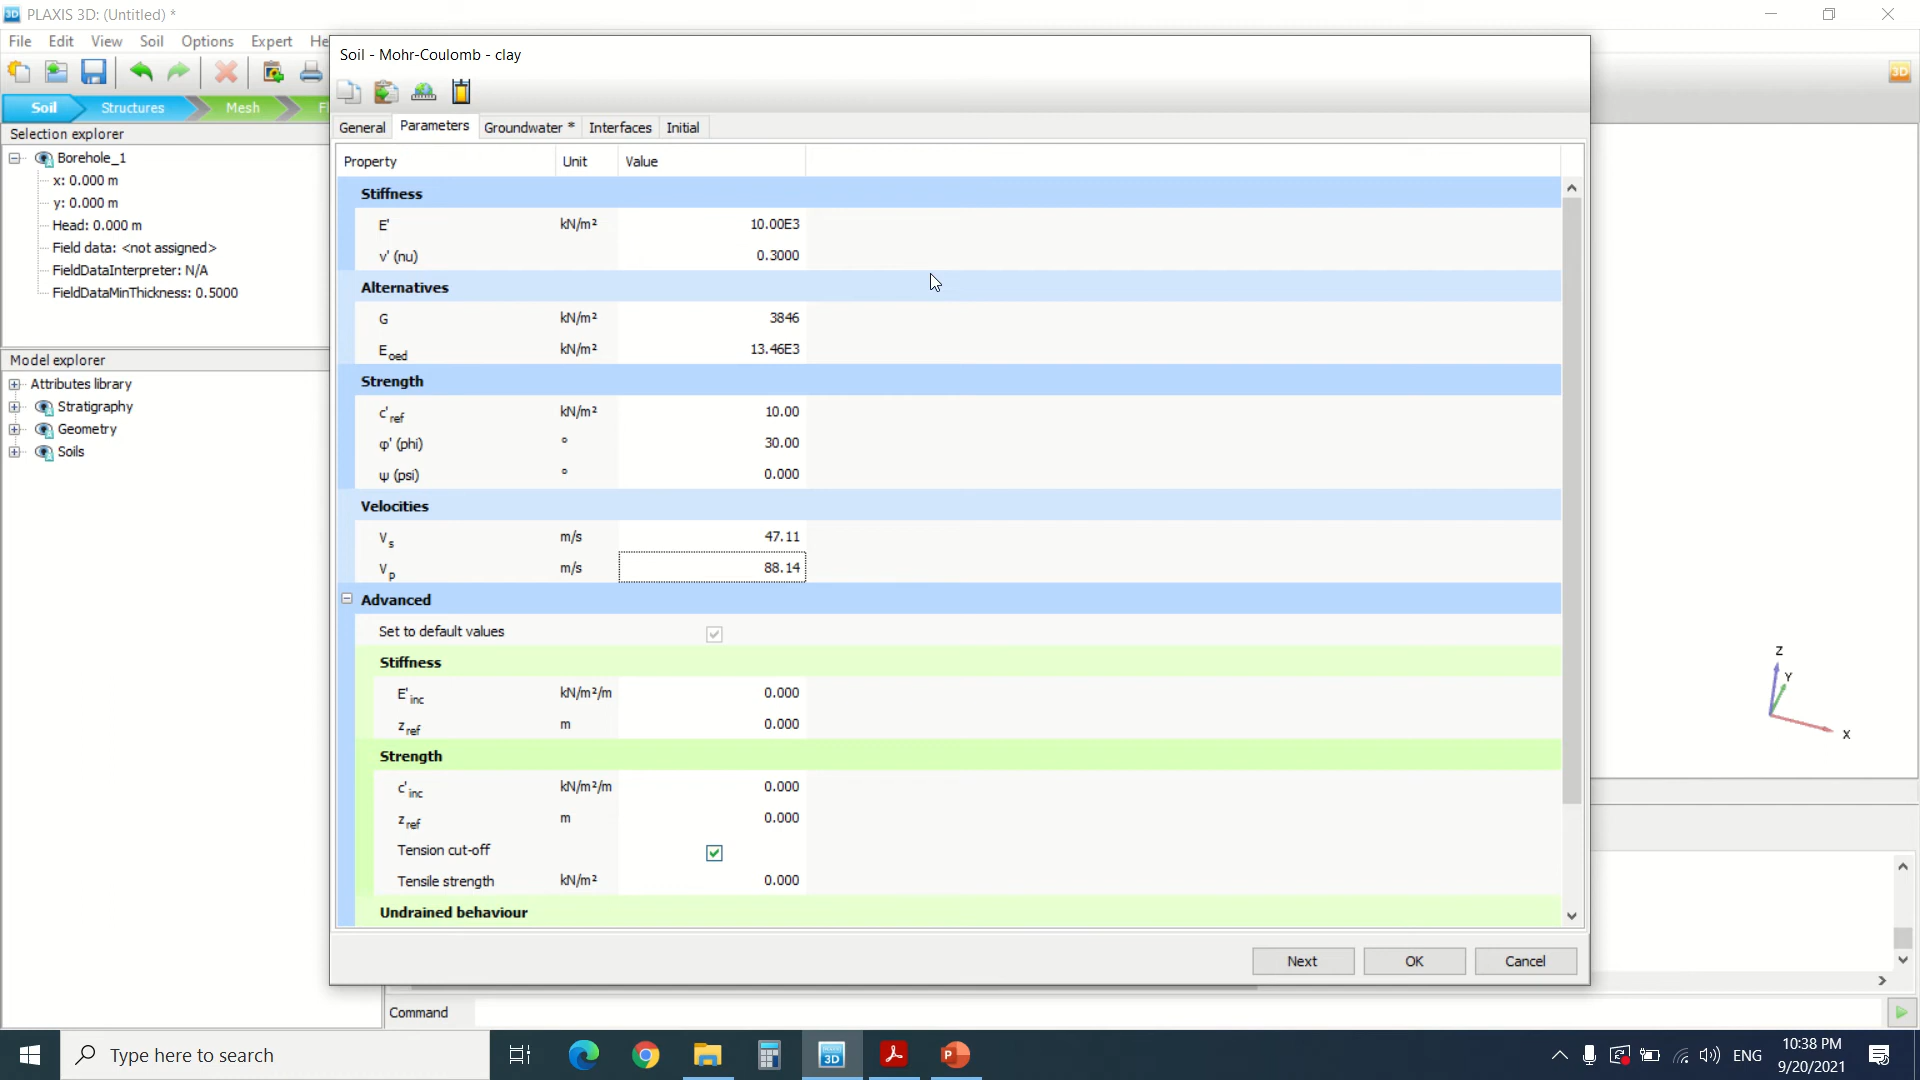 PLAXIS 3D: (Untitled) *
File Edit View Soil Options Expert He
Soil Structures Mesh Fl
Selection explorer
Borehole_1
x: 0.000 m
y: 0.000 m
Head: 0.000 m
Field data: <not assigned>
FieldDataInterpreter: N/A
FieldDataMinThickness: 0.5000
Model explorer
Attributes library
Stratigraphy
Geometry
Soils
Soil - Mohr-Coulomb - clay
General Parameters Groundwater * Interfaces Initial
Property Unit Value
Stiffness
E' kN/m² 10.00E3
ν' (nu) 0.3000
Alternatives
G kN/m² 3846
E oed kN/m² 13.46E3
Strength
c' ref kN/m² 10.00
φ' (phi) ° 30.00
ψ (psi) ° 0.000
Velocities
V s m/s 47.11
V p m/s 88.14
Advanced
Set to default values
Stiffness
E' inc kN/m²/m 0.000
z ref m 0.000
Strength
c' inc kN/m²/m 0.000
z ref m 0.000
Tension cut-off
Tensile strength kN/m² 0.000
Undrained behaviour
Next OK Cancel
3D
Z
Y
X
Command
Type here to search
3D
ENG
10:38 PM
9/20/2021